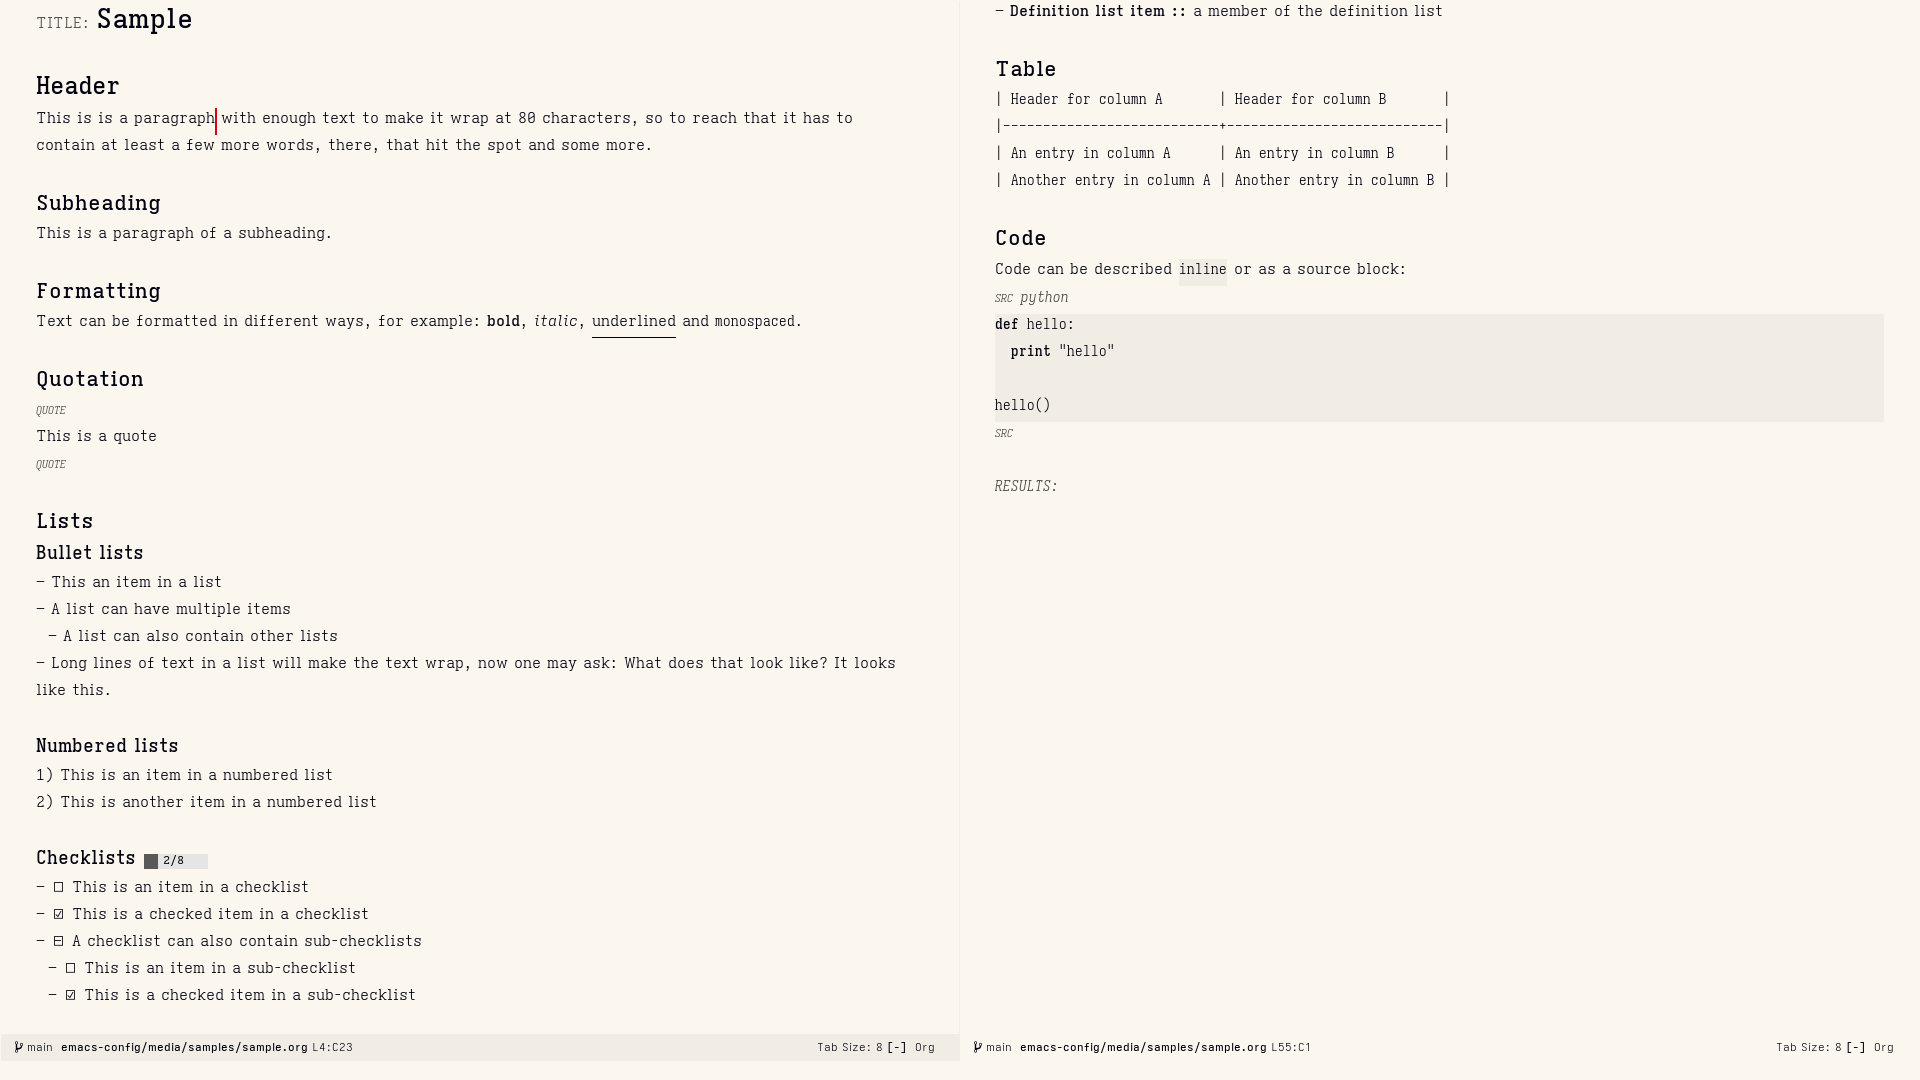 TITLE: Sample
Header
This is is a paragraph with enough text to make it wrap at 80 characters, so to reach that it has to
contain at least a few more words, there, that hit the spot and some more.
Subheading
This is a paragraph of a subheading.
Formatting
Text can be formatted in different ways, for example: bold, italic, underlined and monospaced.
Quotation
QUOTE
This is a quote
QUOTE
Lists
Bullet lists
– This an item in a list
– A list can have multiple items
– A list can also contain other lists
– Long lines of text in a list will make the text wrap, now one may ask: What does that look like? It looks
like this.
Numbered lists
1) This is an item in a numbered list
2) This is another item in a numbered list
Checklists 2/8
– ☐ This is an item in a checklist
– ☑ This is a checked item in a checklist
– ⊟ A checklist can also contain sub-checklists
– ☐ This is an item in a sub-checklist
– ☑ This is a checked item in a sub-checklist
main emacs-config/media/samples/sample.org L4:C23 Tab Size: 8 [-] Org
– Definition list item :: a member of the definition list
Table
| Header for column A | Header for column B |
|---------------------------+---------------------------|
| An entry in column A | An entry in column B |
| Another entry in column A | Another entry in column B |
Code
Code can be described inline or as a source block:
SRC python
def hello:
print "hello"
hello()
SRC
RESULTS:
main emacs-config/media/samples/sample.org L55:C1 Tab Size: 8 [-] Org